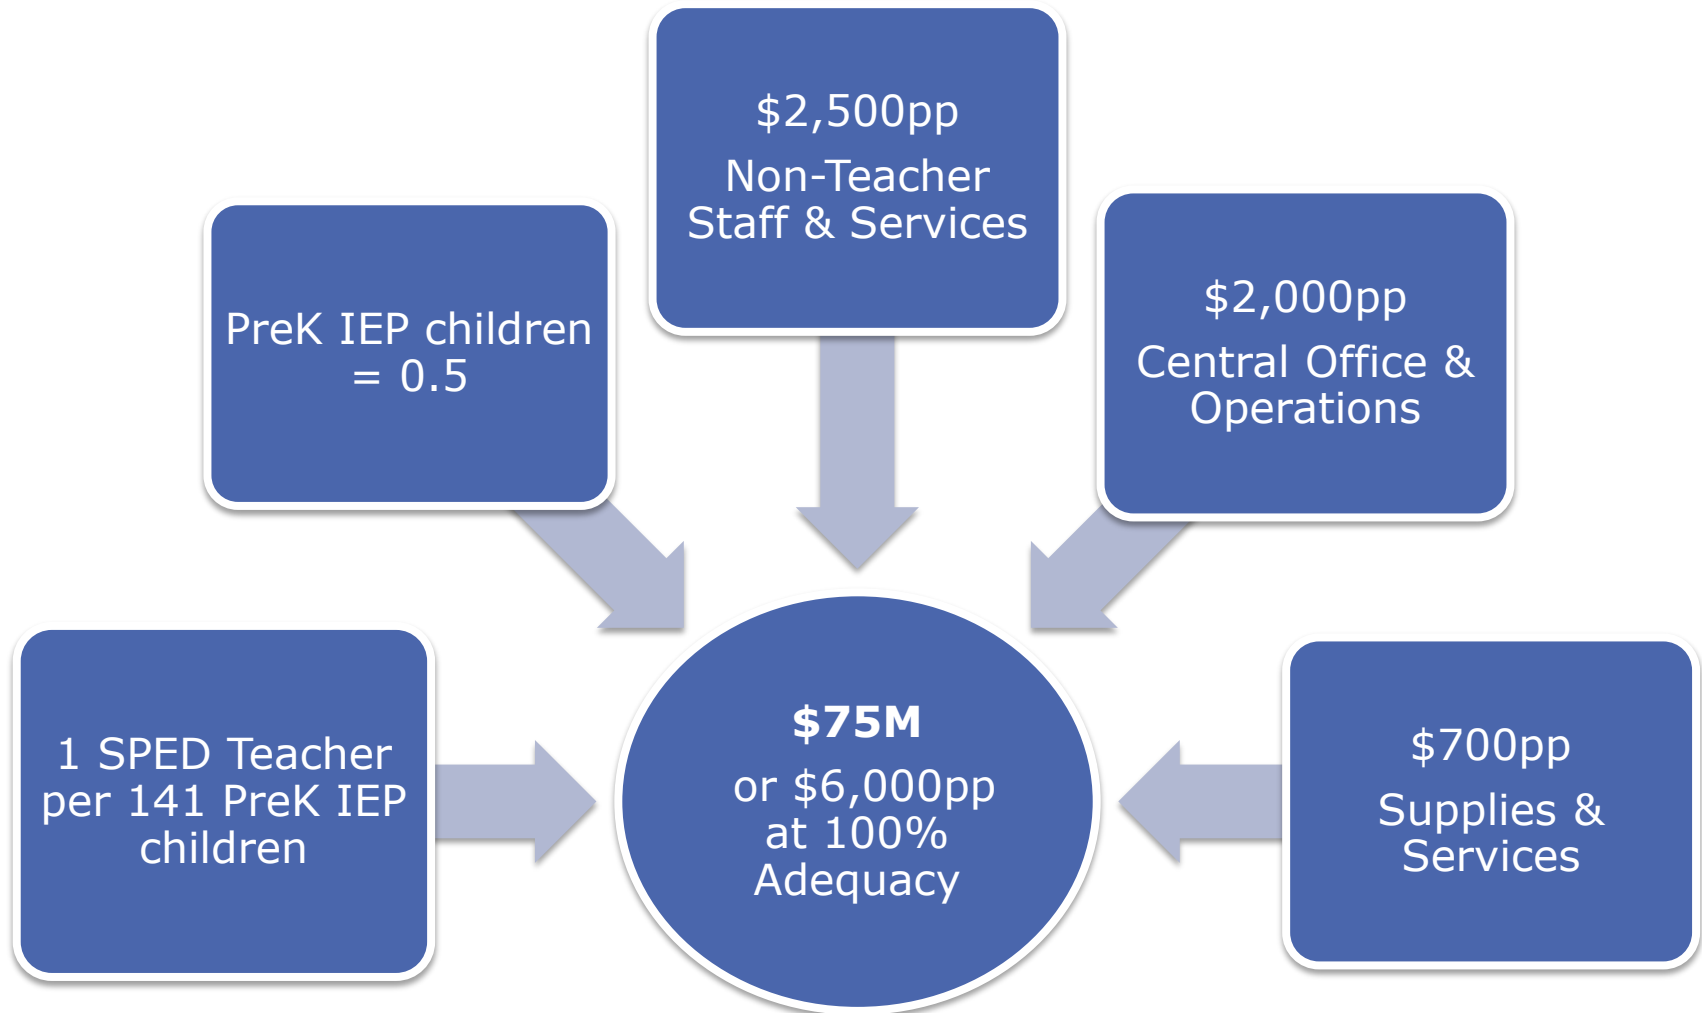 1 SPED Teacher
per 141 PreK IEP
children
PreK IEP children
= 0.5
$2,500pp
Non-Teacher
Staff & Services
$2,000pp
Central Office &
Operations
$700pp
Supplies &
Services
$75M
or $6,000pp
at 100%
Adequacy